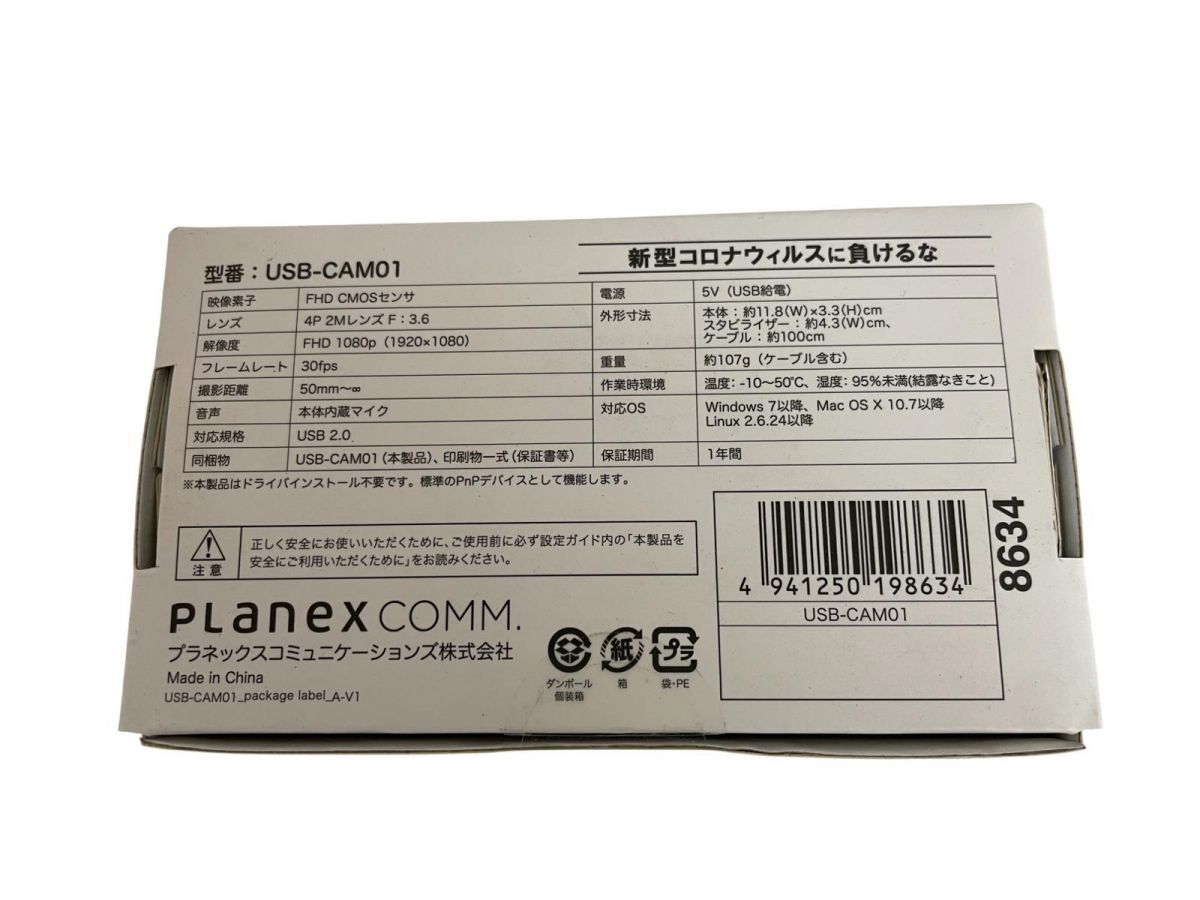 新型コロナウィルスに負けるな
型番：USB-CAM01
映像素子 FHD CMOSセンサ
レンズ 4P 2Mレンズ F：3.6
解像度 FHD 1080p（1920×1080）
フレームレート 30fps
撮影距離 50mm〜∞
音声 本体内蔵マイク
対応規格 USB 2.0
同梱物 USB-CAM01（本製品）、印刷物一式（保証書等）
電源 5V（USB給電）
外形寸法 本体：約11.8(W)×3.3(H)cm
スタビライザー：約4.3(W)cm、
ケーブル：約100cm
重量 約107g（ケーブル含む）
作業時環境 温度：-10〜50℃、湿度：95%未満(結露なきこと)
対応OS Windows 7以降、Mac OS X 10.7以降
Linux 2.6.24以降
保証期間 1年間
※本製品はドライバインストール不要です。標準のPnPデバイスとして機能します。
注意
正しく安全にお使いいただくために、ご使用前に必ず設定ガイド内の「本製品を
安全にご利用いただくために」をお読みください。
PLANEX COMM.
プラネックスコミュニケーションズ株式会社
Made in China
USB-CAM01_package label_A-V1
ダンボール
個装箱
紙
箱
プラ
袋・PE
4 941250 198634
USB-CAM01
8634